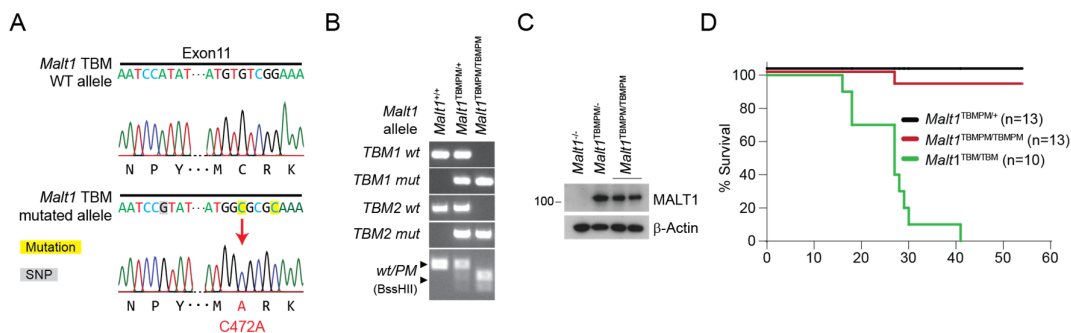 A
Exon11
Malt1 TBM
WT allele
AATCCATAT···ATGTGTCGGAAA
N P Y···M C R K
Malt1 TBM
mutated allele
AATCCGTATAT···ATGGCGCGCAAA
Mutation
SNP
N P Y···M A R K
C472A
B
Malt1
allele
Malt1+/+
Malt1TBMPM/+
Malt1TBMPM/TBMPM
TBM1 wt
TBM1 mut
TBM2 wt
TBM2 mut
wt/PM
(BssHII)
C
Malt1-/-
Malt1TBMPM/-
Malt1TBMPM/TBMPM
100
MALT1
β-Actin
D
% Survival
100
80
60
40
20
0
0 10 20 30 40 50 60
Malt1TBMPM/+ (n=13)
Malt1TBMPM/TBMPM (n=13)
Malt1TBM/TBM (n=10)